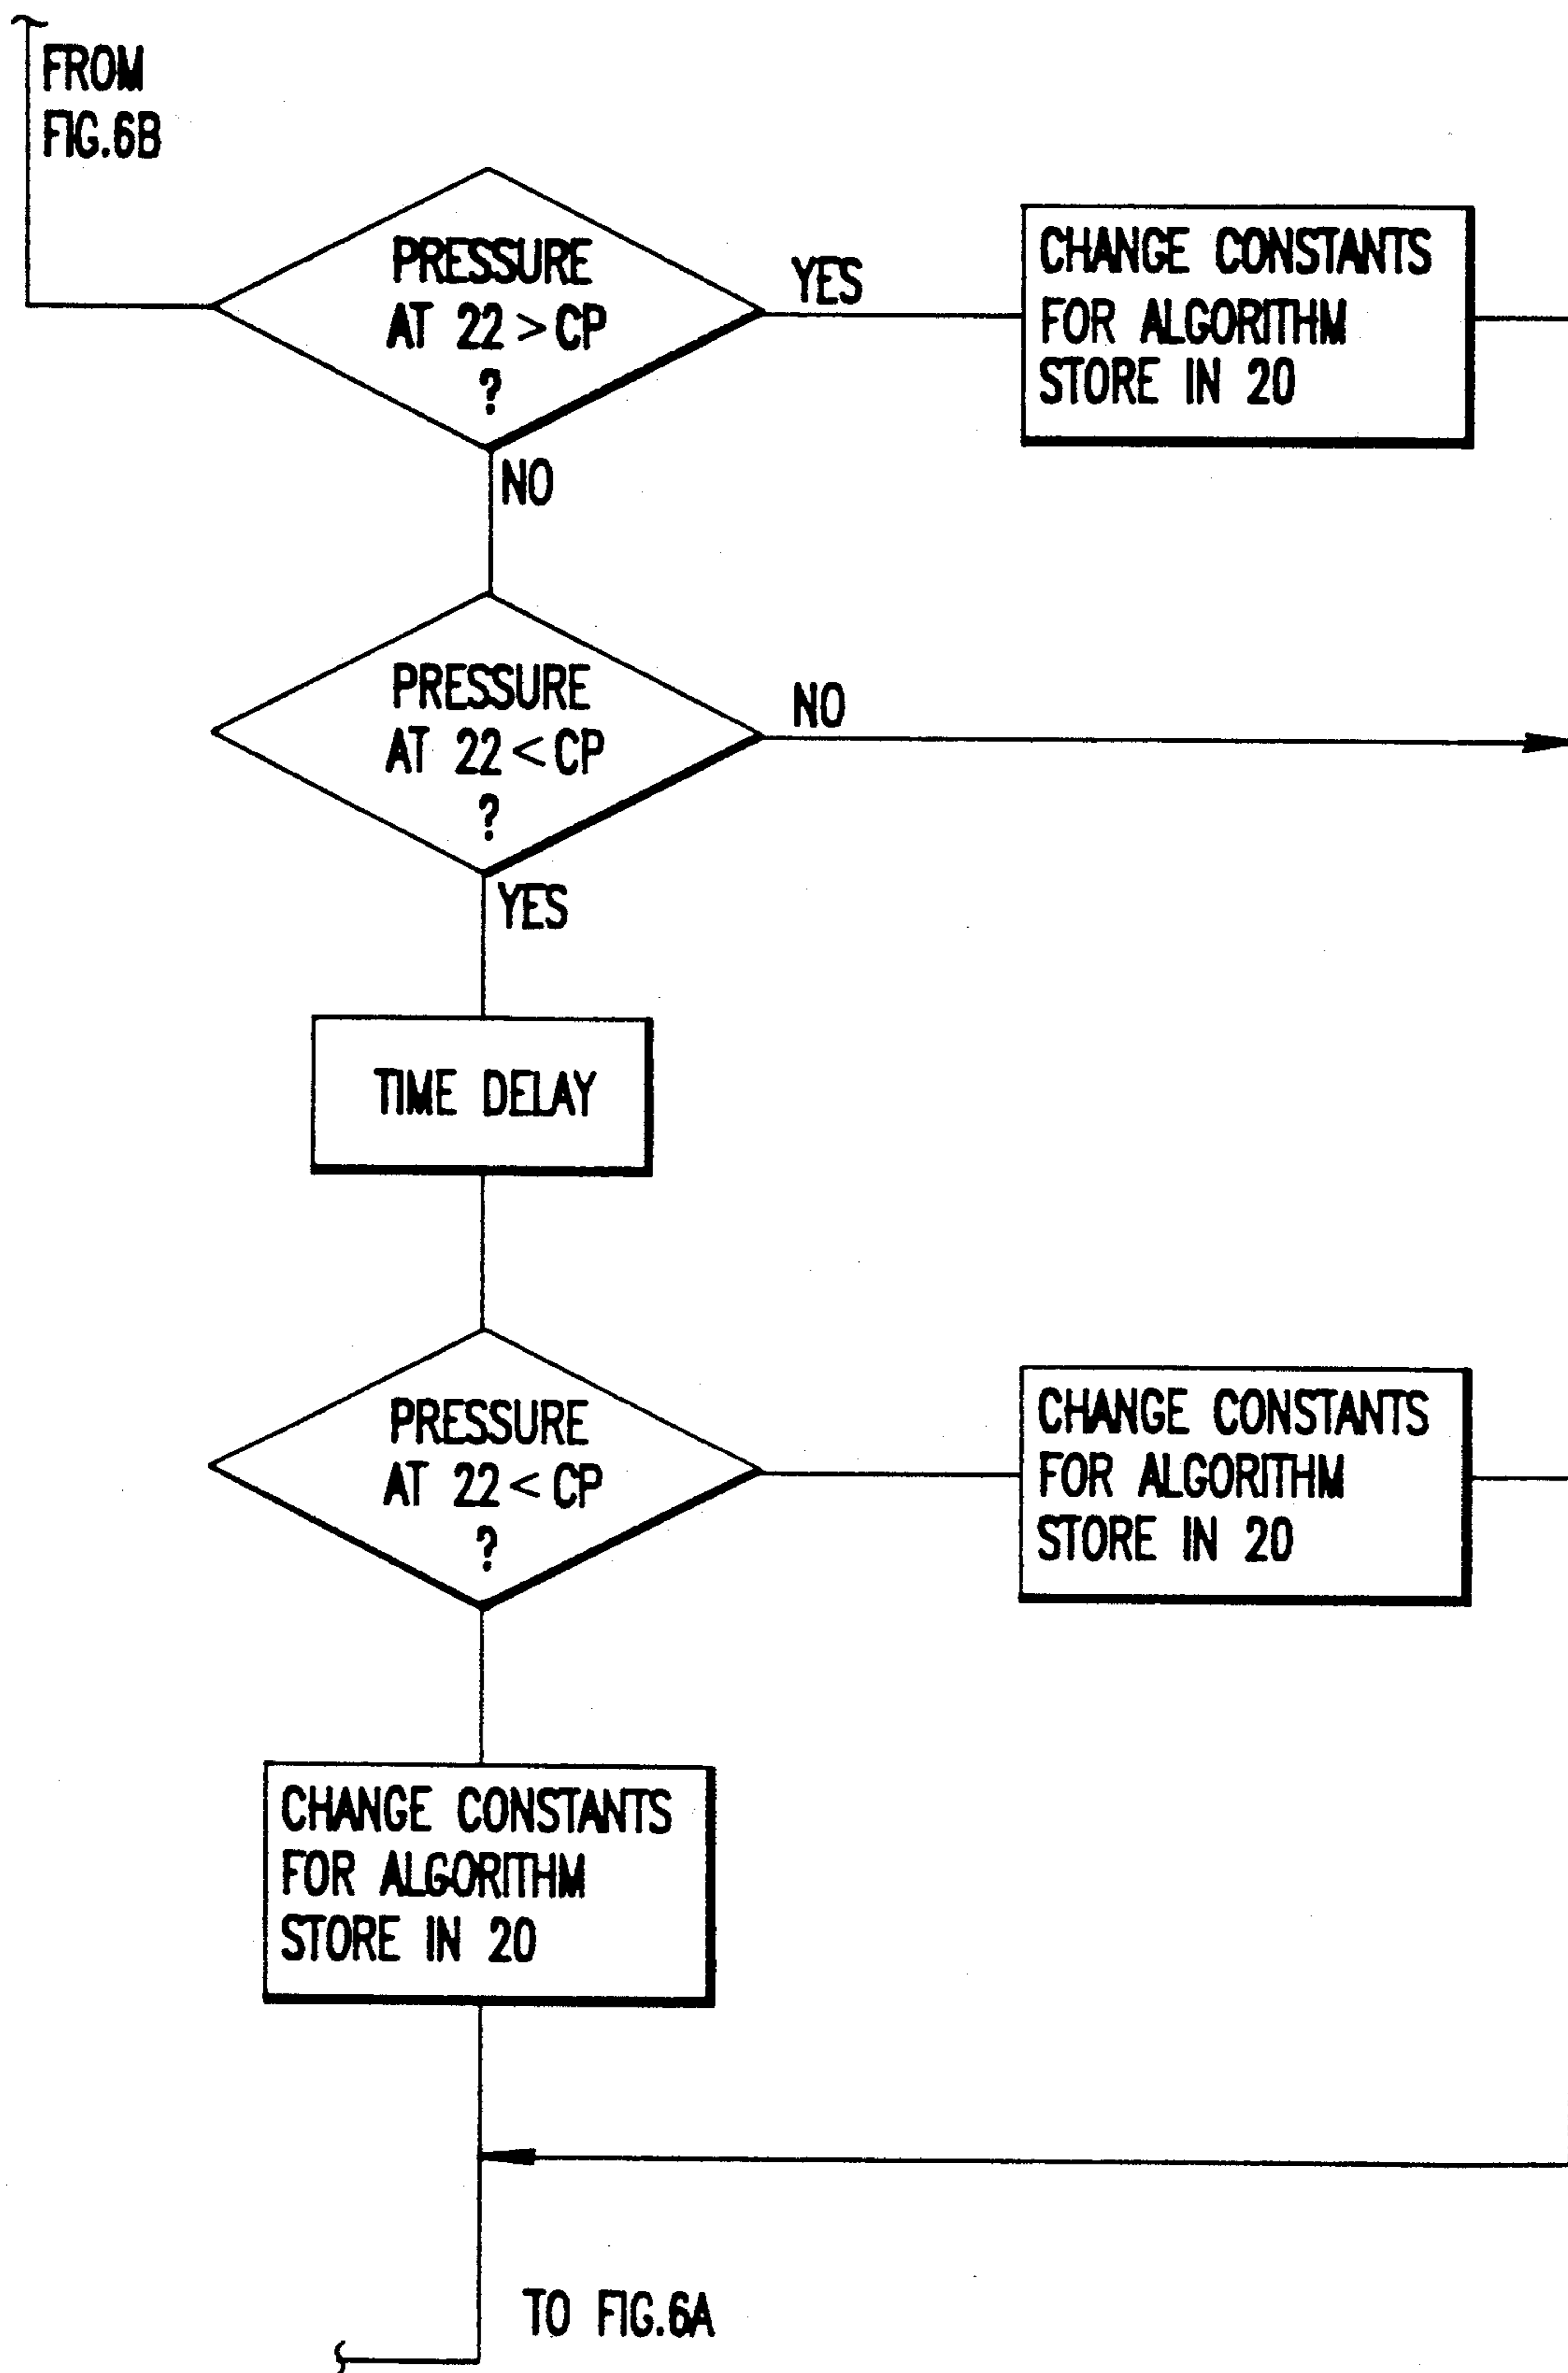 FROM
FIG.6B
PRESSURE
AT 22 > CP
?
YES
CHANGE CONSTANTS
FOR ALGORITHM
STORE IN 20
NO
PRESSURE
AT 22 < CP
?
NO
YES
TIME DELAY
PRESSURE
AT 22 < CP
?
CHANGE CONSTANTS
FOR ALGORITHM
STORE IN 20
CHANGE CONSTANTS
FOR ALGORITHM
STORE IN 20
TO FIG.6A